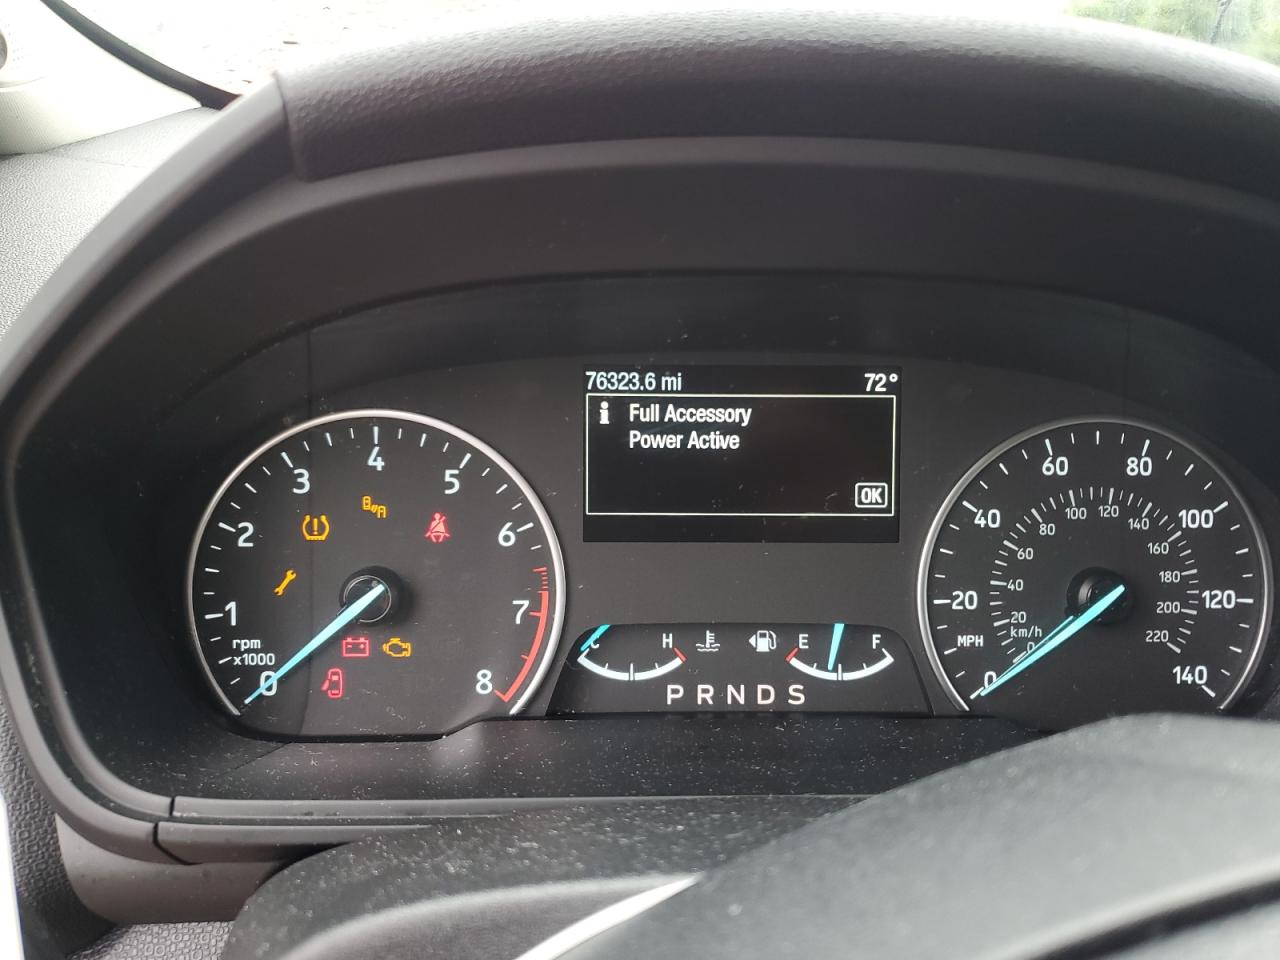 76323.6 mi 72°
i Full Accessory
Power Active
OK
0 1 2 3 4 5 6 7 8
rpm
x1000
C H E F
P R N D S
0 20 40 60 80 100 120 140
MPH
0 20 40 60 80 100 120 140 160 180 200 220
km/h